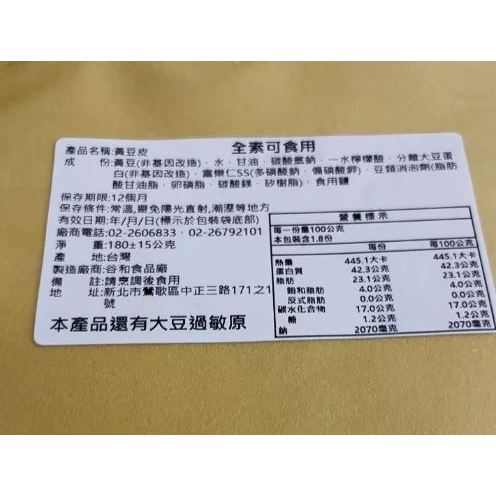 全素可食用
產品名稱:黃豆皮
成　份:黃豆(非基因改造)、水、甘油、碳酸氫鈉、一水檸檬酸、分離大豆蛋
白(非基因改造)、富樂仁SS(多磷酸鈉、偏磷酸鉀)、豆類消泡劑(脂肪
酸甘油脂、卵磷脂、碳酸鎂、矽樹脂)、食用鹽
保存期限:12個月
保存條件:常溫,避免陽光直射,潮溼等地方
有效日期:年/月/日(標示於包裝袋底部)
廠商電話:02-2606833、02-26792101
淨　量:180±15公克
產　地:台灣
製造廠商:谷和食品廠
備　註:請烹調後食用
地　址:新北市鶯歌區中正三路171之1
號
本產品還有大豆過敏原
營養標示
每一份量100公克
本包裝含1.8份
每份 每100公克
熱量 445.1大卡 445.1大卡
蛋白質 42.3公克 42.3公克
脂肪 23.1公克 23.1公克
飽和脂肪 4.0公克 4.0公克
反式脂肪 0.0公克 0.0公克
碳水化合物 17.0公克 17.0公克
糖 1.2公克 1.2公克
鈉 2070毫克 2070毫克